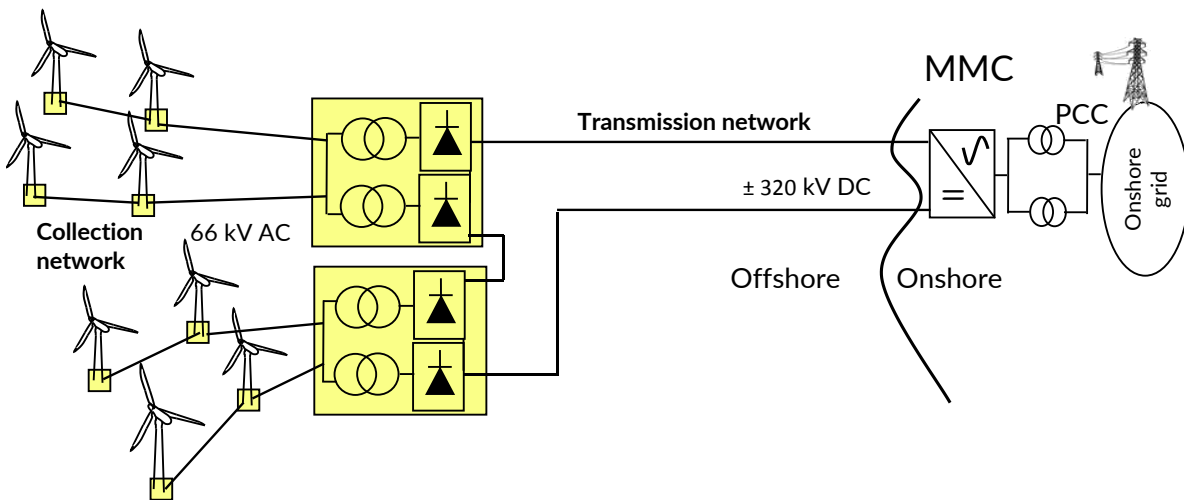 MMC
PCC
Transmission network
± 320 kV DC
Onshore
grid
Collection
network
66 kV AC
Offshore
Onshore